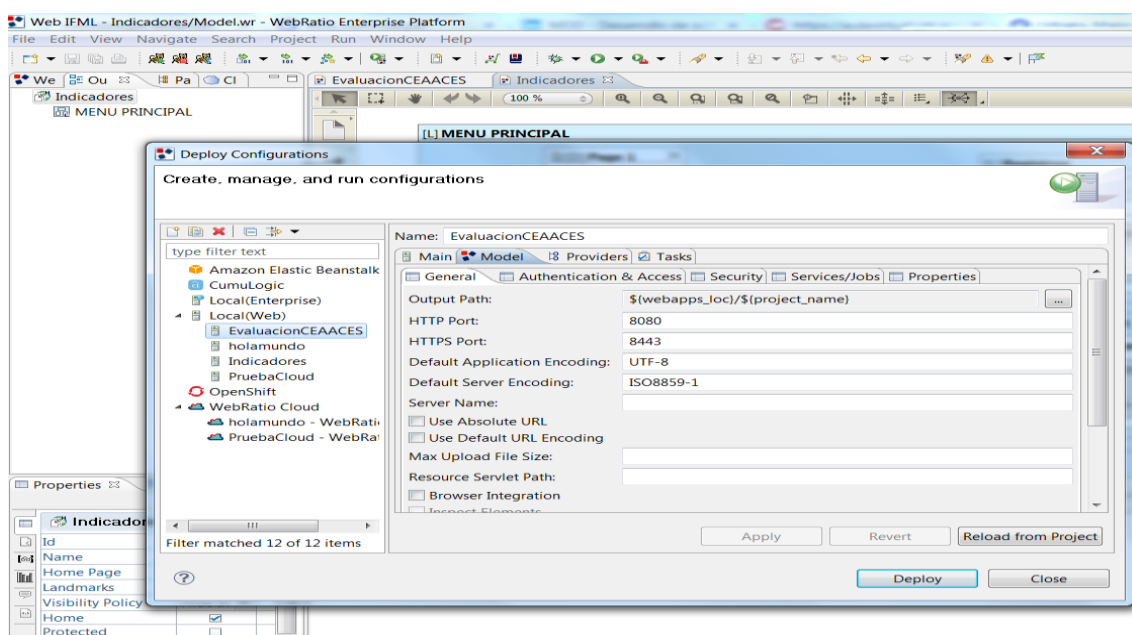 Web IFML - Indicadores/Model.wr - WebRatio Enterprise Platform
File Edit View Navigate Search Project Run Window Help
We Ou Pa Cl EvaluacionCEAACES Indicadores
Indicadores
MENU PRINCIPAL
100 %
[L] MENU PRINCIPAL
Deploy Configurations
Create, manage, and run configurations
type filter text
Amazon Elastic Beanstalk
CumuLogic
Local(Enterprise)
Local(Web)
EvaluacionCEAACES
holamundo
Indicadores
PruebaCloud
OpenShift
WebRatio Cloud
holamundo - WebRati
PruebaCloud - WebRa
Filter matched 12 of 12 items
Name: EvaluacionCEAACES
Main Model Providers Tasks
General Authentication & Access Security Services/Jobs Properties
Output Path: ${webapps_loc}/${project_name} ...
HTTP Port: 8080
HTTPS Port: 8443
Default Application Encoding: UTF-8
Default Server Encoding: ISO8859-1
Server Name:
Use Absolute URL
Use Default URL Encoding
Max Upload File Size:
Resource Servlet Path:
Browser Integration
Inspect Elements
Apply Revert Reload from Project
Deploy Close
Properties
Indicador
Id
Name
Home Page
Landmarks
Visibility Policy
Home
Protected